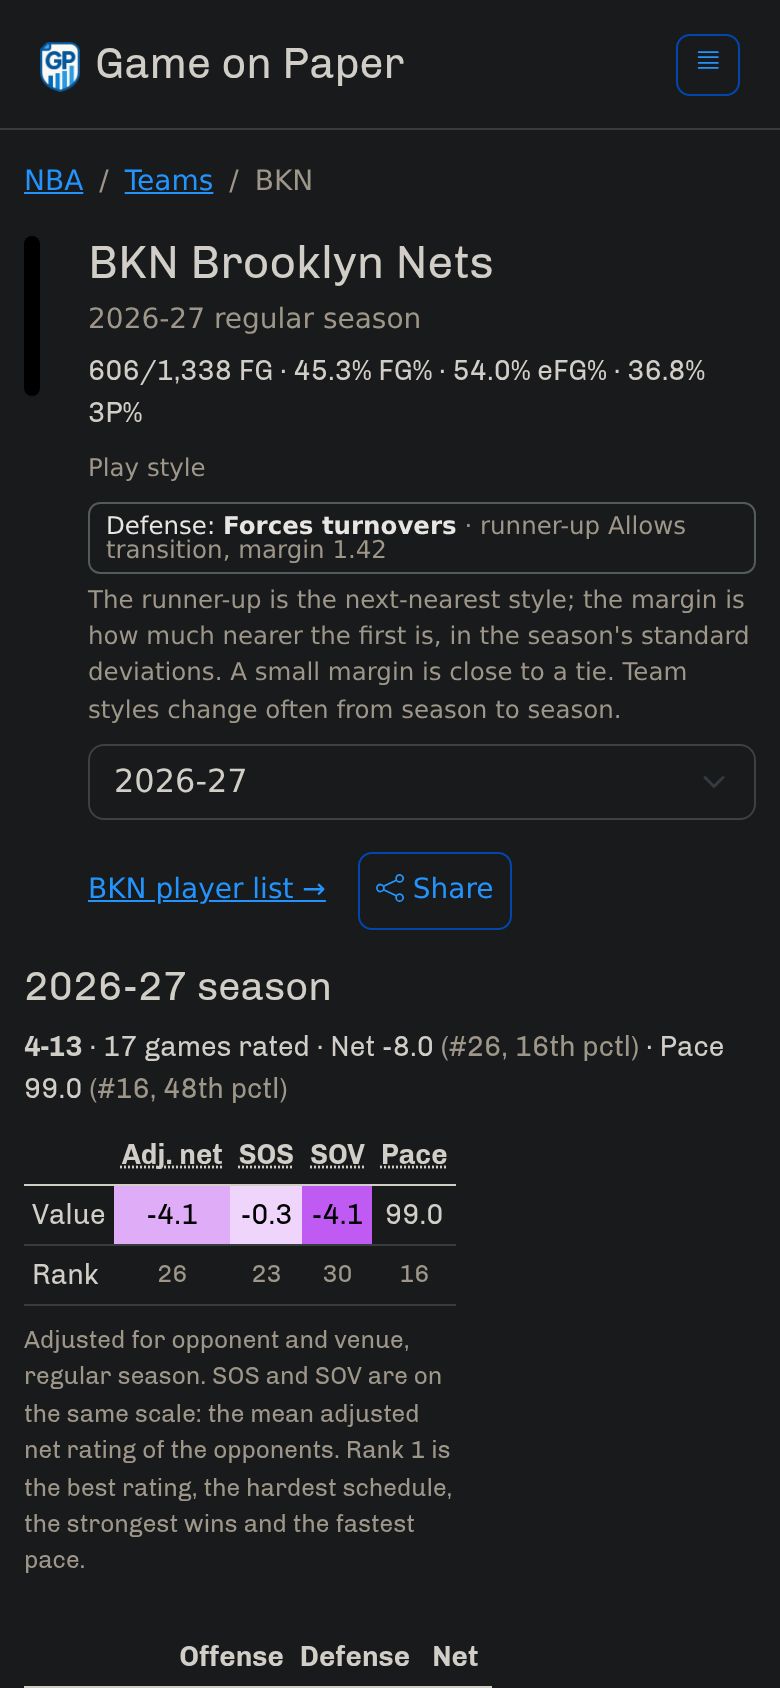 GP Game on Paper
NBA / Teams / BKN
BKN Brooklyn Nets
2026-27 regular season
606/1,338 FG · 45.3% FG% · 54.0% eFG% · 36.8%
3P%
Play style
Defense: Forces turnovers · runner-up Allows
transition, margin 1.42
The runner-up is the next-nearest style; the margin is
how much nearer the first is, in the season's standard
deviations. A small margin is close to a tie. Team
styles change often from season to season.
2026-27
BKN player list → Share
2026-27 season
4-13 · 17 games rated · Net -8.0 (#26, 16th pctl) · Pace
99.0 (#16, 48th pctl)
Adj. net SOS SOV Pace
Value -4.1 -0.3 -4.1 99.0
Rank 26 23 30 16
Adjusted for opponent and venue,
regular season. SOS and SOV are on
the same scale: the mean adjusted
net rating of the opponents. Rank 1 is
the best rating, the hardest schedule,
the strongest wins and the fastest
pace.
Offense Defense Net